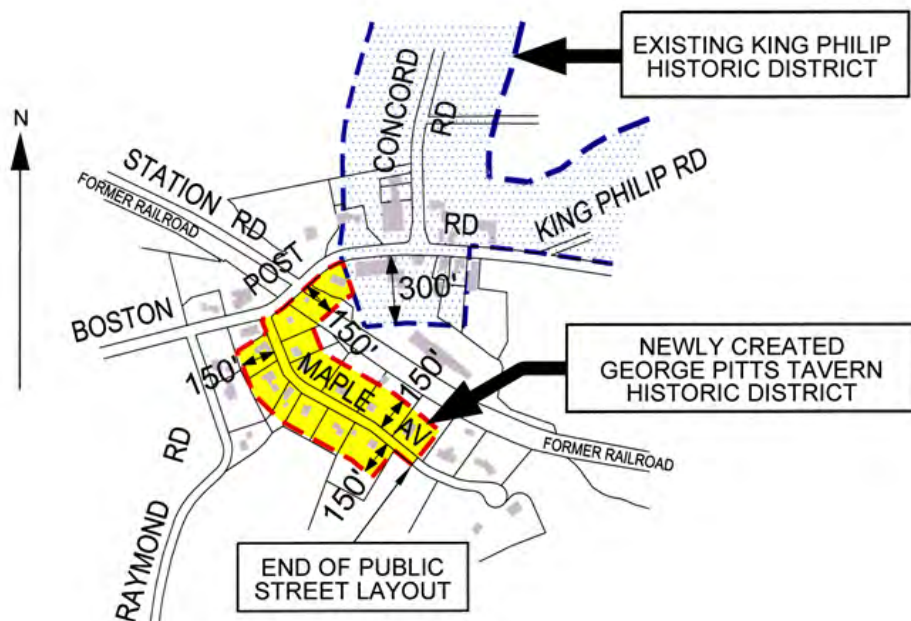 EXISTING KING PHILIP
HISTORIC DISTRICT
N
CONCORD
RD
STATION RD
FORMER RAILROAD
KING PHILIP RD
BOSTON POST RD
300'
150'
150'
150'
150'
MAPLE AV
NEWLY CREATED
GEORGE PITTS TAVERN
HISTORIC DISTRICT
FORMER RAILROAD
RAYMOND RD
END OF PUBLIC
STREET LAYOUT